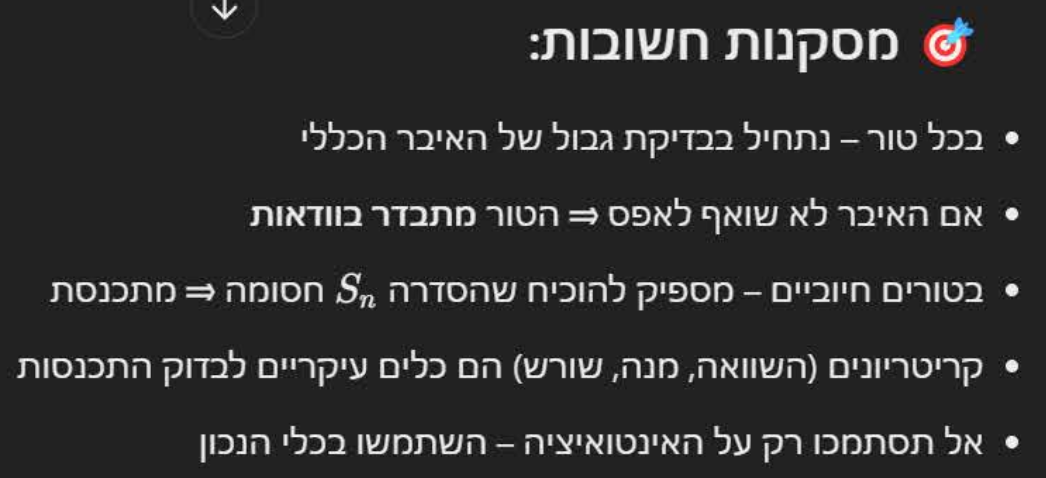 🎯 מסקנות חשובות:
• בכל טור – נתחיל בבדיקת גבול של האיבר הכללי
• אם האיבר לא שואף לאפס ⇒ הטור מתבדר בוודאות
• בטורים חיוביים – מספיק להוכיח שהסדרה Sₙ חסומה ⇒ מתכנסת
• קריטריונים (השוואה, מנה, שורש) הם כלים עיקריים לבדוק התכנסות
• אל תסתמכו רק על האינטואיציה – השתמשו בכלי הנכון